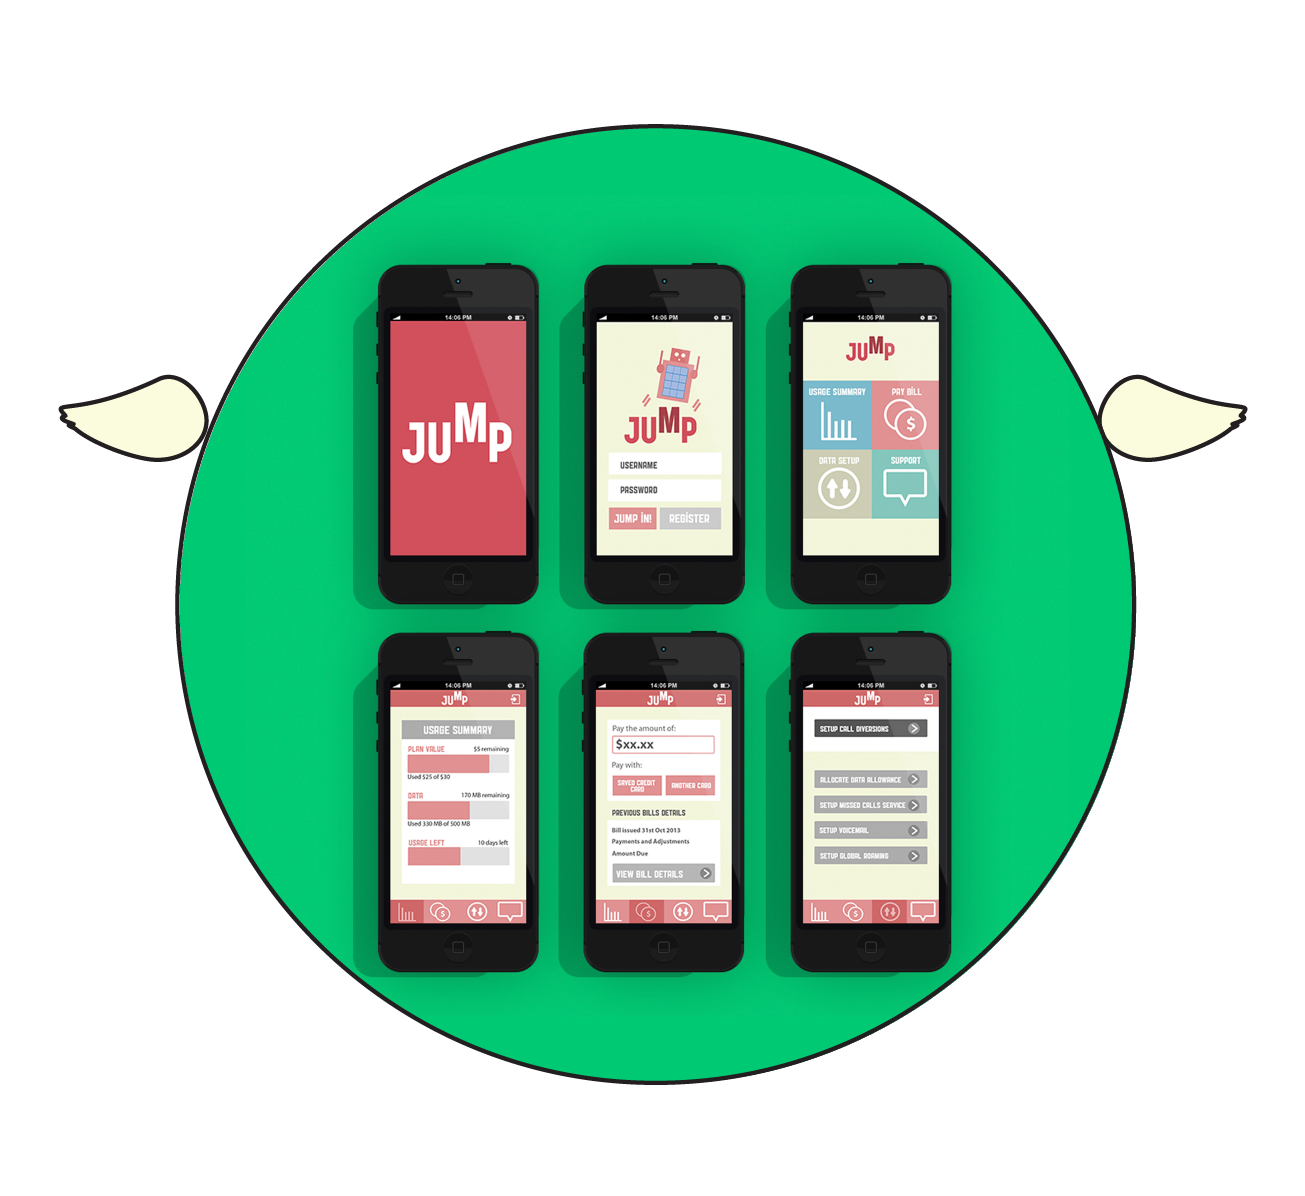 14:06 PM
JUMP
14:06 PM
JUMP
USERNAME
PASSWORD
JUMP IN!
REGISTER
14:06 PM
JUMP
USAGE SUMMARY
PAY BILL
$
DATA SETUP
SUPPORT
14:06 PM
JUMP
USAGE SUMMARY
PLAN VALUE $5 remaining
Used $25 of $30
DATA 170 MB remaining
Used 330 MB of 500 MB
USAGE LEFT 10 days left
$
14:06 PM
JUMP
Pay the amount of:
$xx.xx
Pay with:
SAVED CREDIT
CARD
ANOTHER CARD
PREVIOUS BILLS DETAILS
Bill issued 31st Oct 2013
Payments and Adjustments
Amount Due
VIEW BILL DETAILS
$
14:06 PM
JUMP
SETUP CALL DIVERSIONS
ALLOCATE DATA ALLOWANCE
SETUP MISSED CALLS SERVICE
SETUP VOICEMAIL
SETUP GLOBAL ROAMING
$